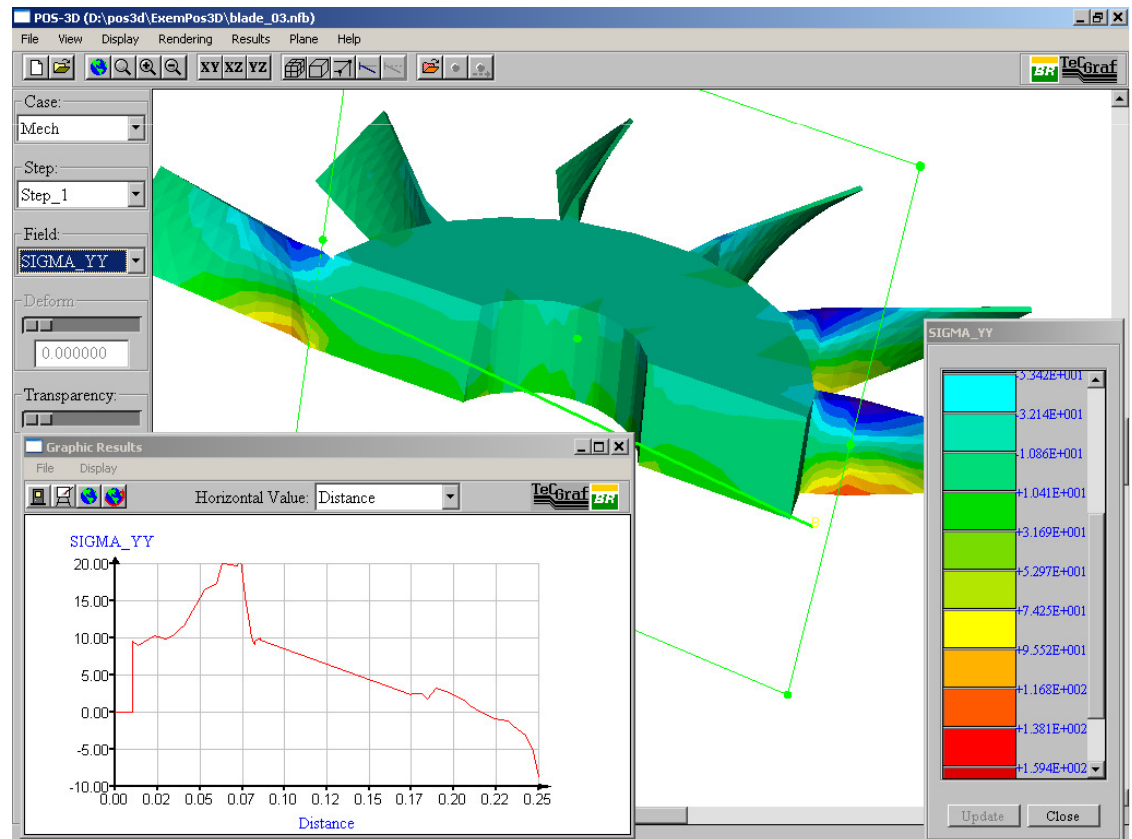 POS-3D (D:\pos3d\ExemPos3D\blade_03.nfb)
File View Display Rendering Results Plane Help
XY XZ YZ
BR TeCGraf
Case:
Mech
Step:
Step_1
Field:
SIGMA_YY
Deform
0.000000
Transparency:
B
SIGMA_YY
-5.342E+001
-3.214E+001
-1.086E+001
+1.041E+001
+3.169E+001
+5.297E+001
+7.425E+001
+9.552E+001
+1.168E+002
+1.381E+002
+1.594E+002
Update Close
Graphic Results
File Display
Horizontal Value: Distance
TeCGraf BR
SIGMA_YY
20.00
15.00
10.00
5.00
0.00
-5.00
-10.00
0.00 0.02 0.05 0.07 0.10 0.12 0.15 0.17 0.20 0.22 0.25
Distance